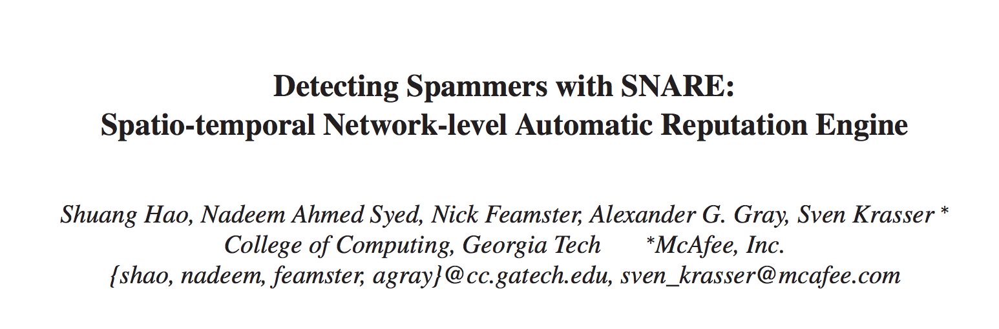 Detecting Spammers with SNARE:
Spatio-temporal Network-level Automatic Reputation Engine
Shuang Hao, Nadeem Ahmed Syed, Nick Feamster, Alexander G. Gray, Sven Krasser *
College of Computing, Georgia Tech *McAfee, Inc.
{shao, nadeem, feamster, agray}@cc.gatech.edu, sven_krasser@mcafee.com